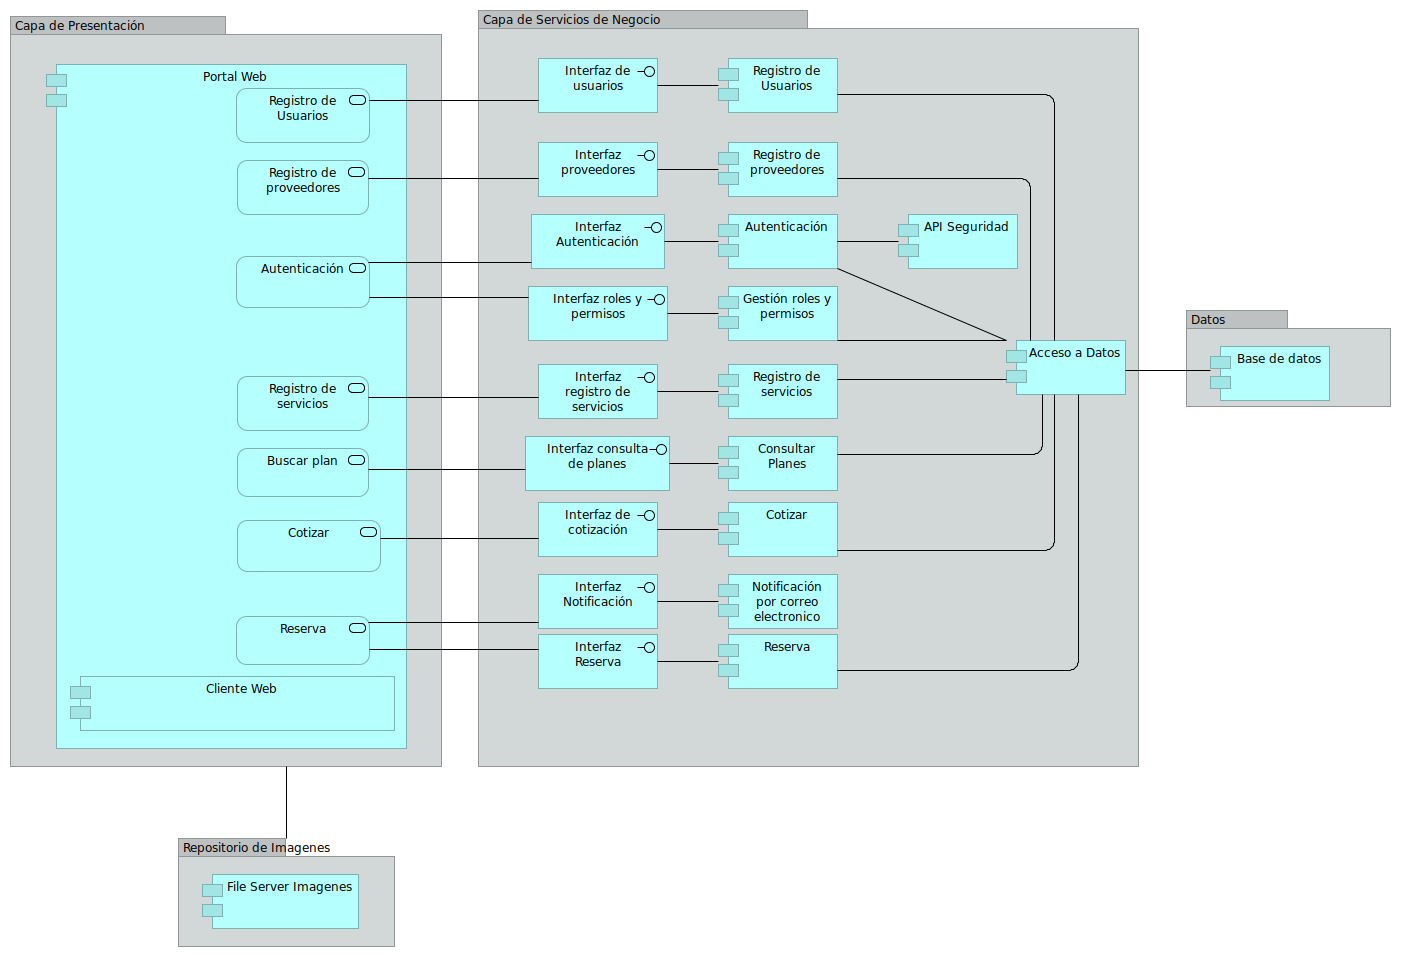 Capa de Presentación
Portal Web
Registro de
Usuarios
Registro de
proveedores
Autenticación
Registro de
servicios
Buscar plan
Cotizar
Reserva
Cliente Web
Capa de Servicios de Negocio
Interfaz de
usuarios
Registro de
Usuarios
Interfaz
proveedores
Registro de
proveedores
Interfaz
Autenticación
Autenticación
API Seguridad
Interfaz roles y
permisos
Gestión roles y
permisos
Acceso a Datos
Interfaz
registro de
servicios
Registro de
servicios
Interfaz consulta
de planes
Consultar
Planes
Interfaz de
cotización
Cotizar
Interfaz
Notificación
Notificación
por correo
electronico
Interfaz
Reserva
Reserva
Datos
Base de datos
Repositorio de Imagenes
File Server Imagenes